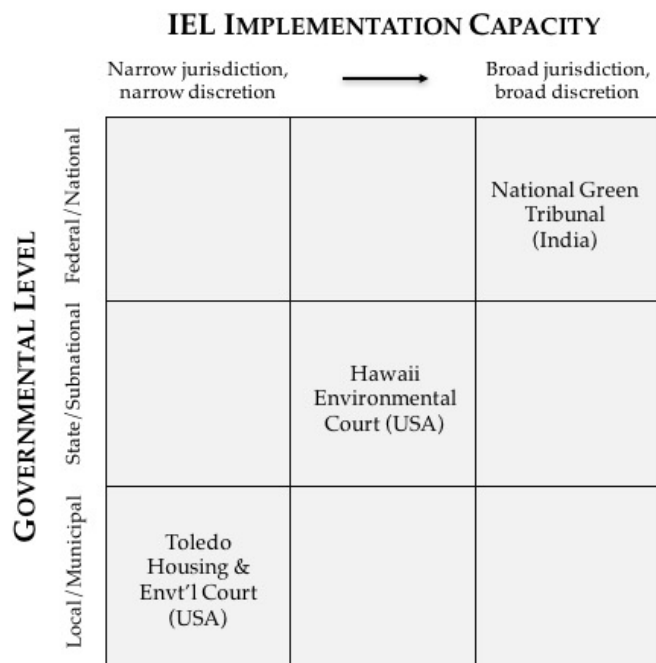 IEL IMPLEMENTATION CAPACITY
Narrow jurisdiction,
narrow discretion
Broad jurisdiction,
broad discretion
GOVERNMENTAL LEVEL
Federal/National
National Green
Tribunal
(India)
State/Subnational
Hawaii
Environmental
Court (USA)
Local/Municipal
Toledo
Housing &
Envt'l Court
(USA)